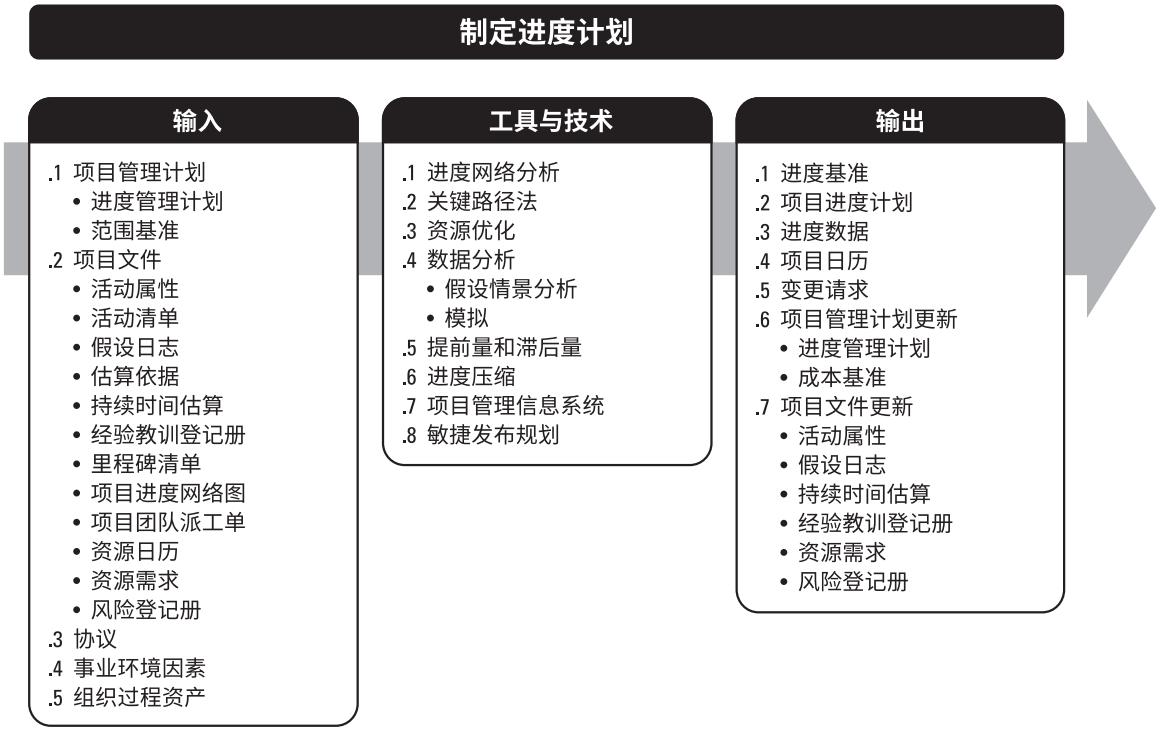 制定进度计划
输入
.1 项目管理计划
• 进度管理计划
• 范围基准
.2 项目文件
• 活动属性
• 活动清单
• 假设日志
• 估算依据
• 持续时间估算
• 经验教训登记册
• 里程碑清单
• 项目进度网络图
• 项目团队派工单
• 资源日历
• 资源需求
• 风险登记册
.3 协议
.4 事业环境因素
.5 组织过程资产
工具与技术
.1 进度网络分析
.2 关键路径法
.3 资源优化
.4 数据分析
• 假设情景分析
• 模拟
.5 提前量和滞后量
.6 进度压缩
.7 项目管理信息系统
.8 敏捷发布规划
输出
.1 进度基准
.2 项目进度计划
.3 进度数据
.4 项目日历
.5 变更请求
.6 项目管理计划更新
• 进度管理计划
• 成本基准
.7 项目文件更新
• 活动属性
• 假设日志
• 持续时间估算
• 经验教训登记册
• 资源需求
• 风险登记册